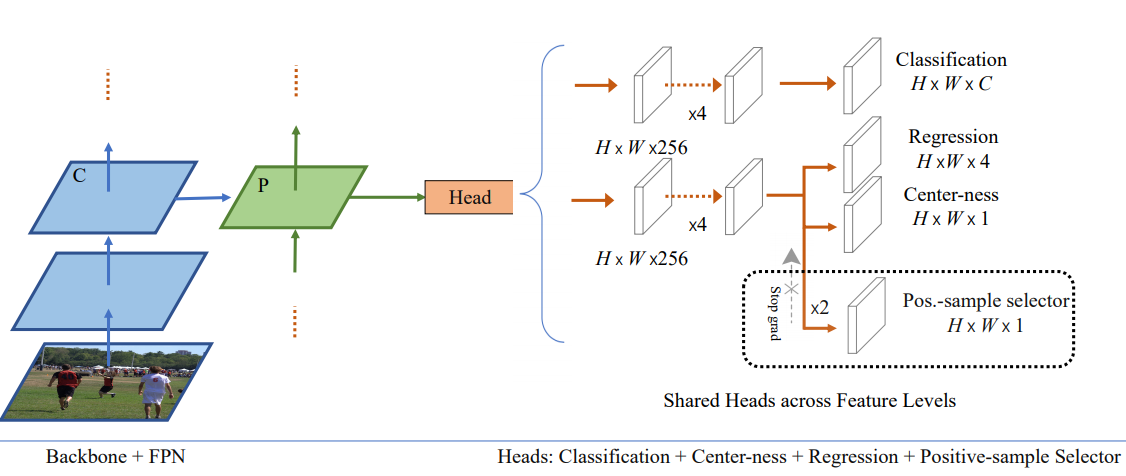 C
P
Head
x4
H x W x256
Classification
H x W x C
x4
H x W x256
Regression
H xW x 4
Center-ness
H x W x 1
Stop grad
x2
Pos.-sample selector
H x W x 1
Shared Heads across Feature Levels
Backbone + FPN
Heads: Classification + Center-ness + Regression + Positive-sample Selector